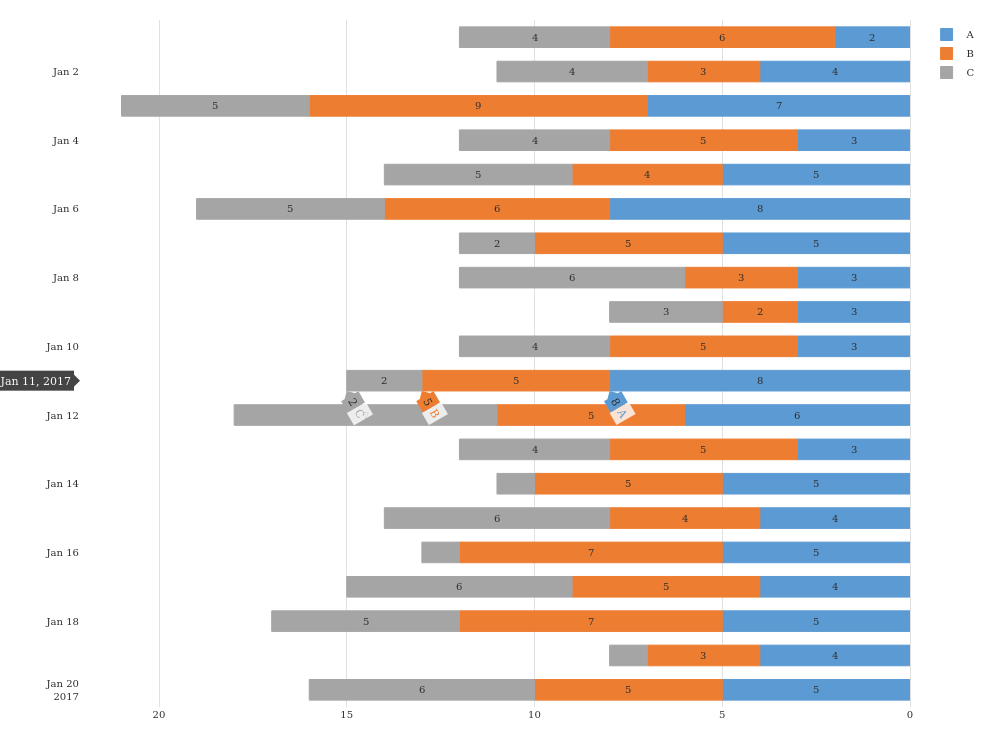 4 6 2
A
B
Jan 2 4 3 4
C
5 9 7
Jan 4 4 5 3
5 4 5
Jan 6 5 6 8
2 5 5
Jan 8 6 3 3
3 2 3
Jan 10 4 5 3
Jan 11, 2017 2 5 8
2 C 5 B 8 A
Jan 12 5 6
4 5 3
Jan 14 5 5
6 4 4
Jan 16 7 5
6 5 4
Jan 18 5 7 5
3 4
Jan 20 6 5 5
2017
20 15 10 5 0